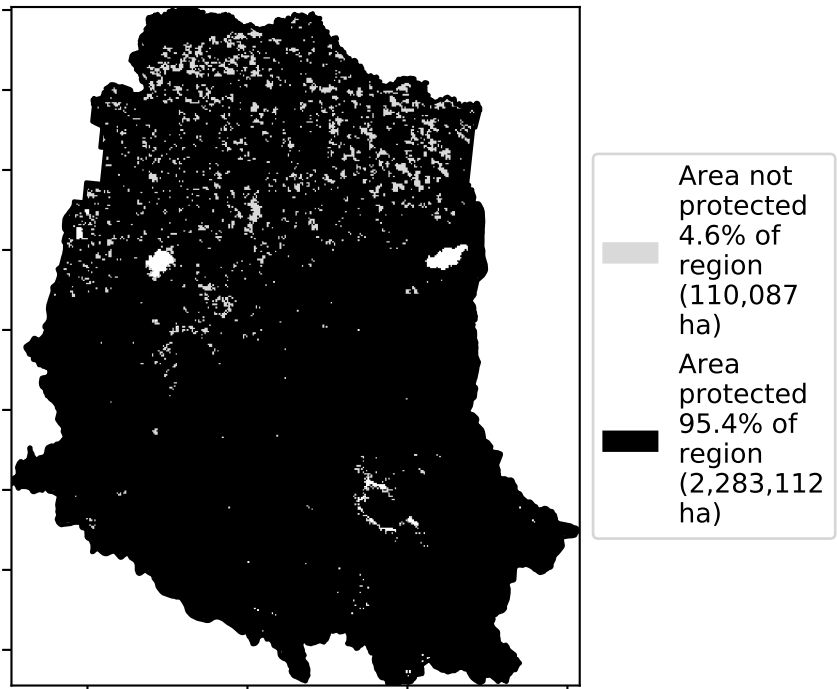 Area not
protected
4.6% of
region
(110,087
ha)
Area
protected
95.4% of
region
(2,283,112
ha)